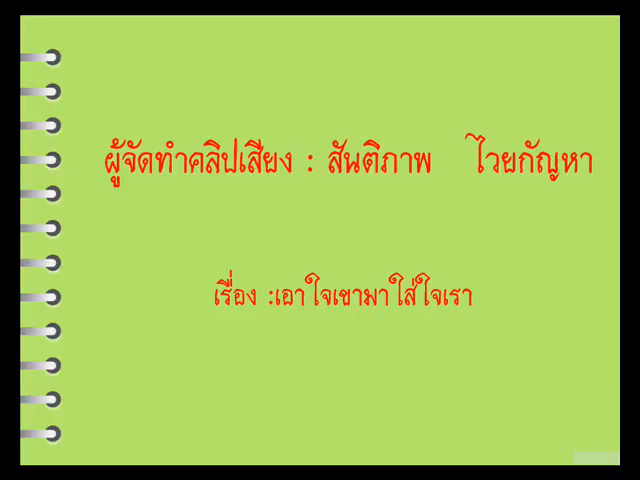 ผู้จัดทำคลิปเสียง : สันติภาพ ไวยกัญหา
เรื่อง :เอาใจเขามาใส่ใจเรา